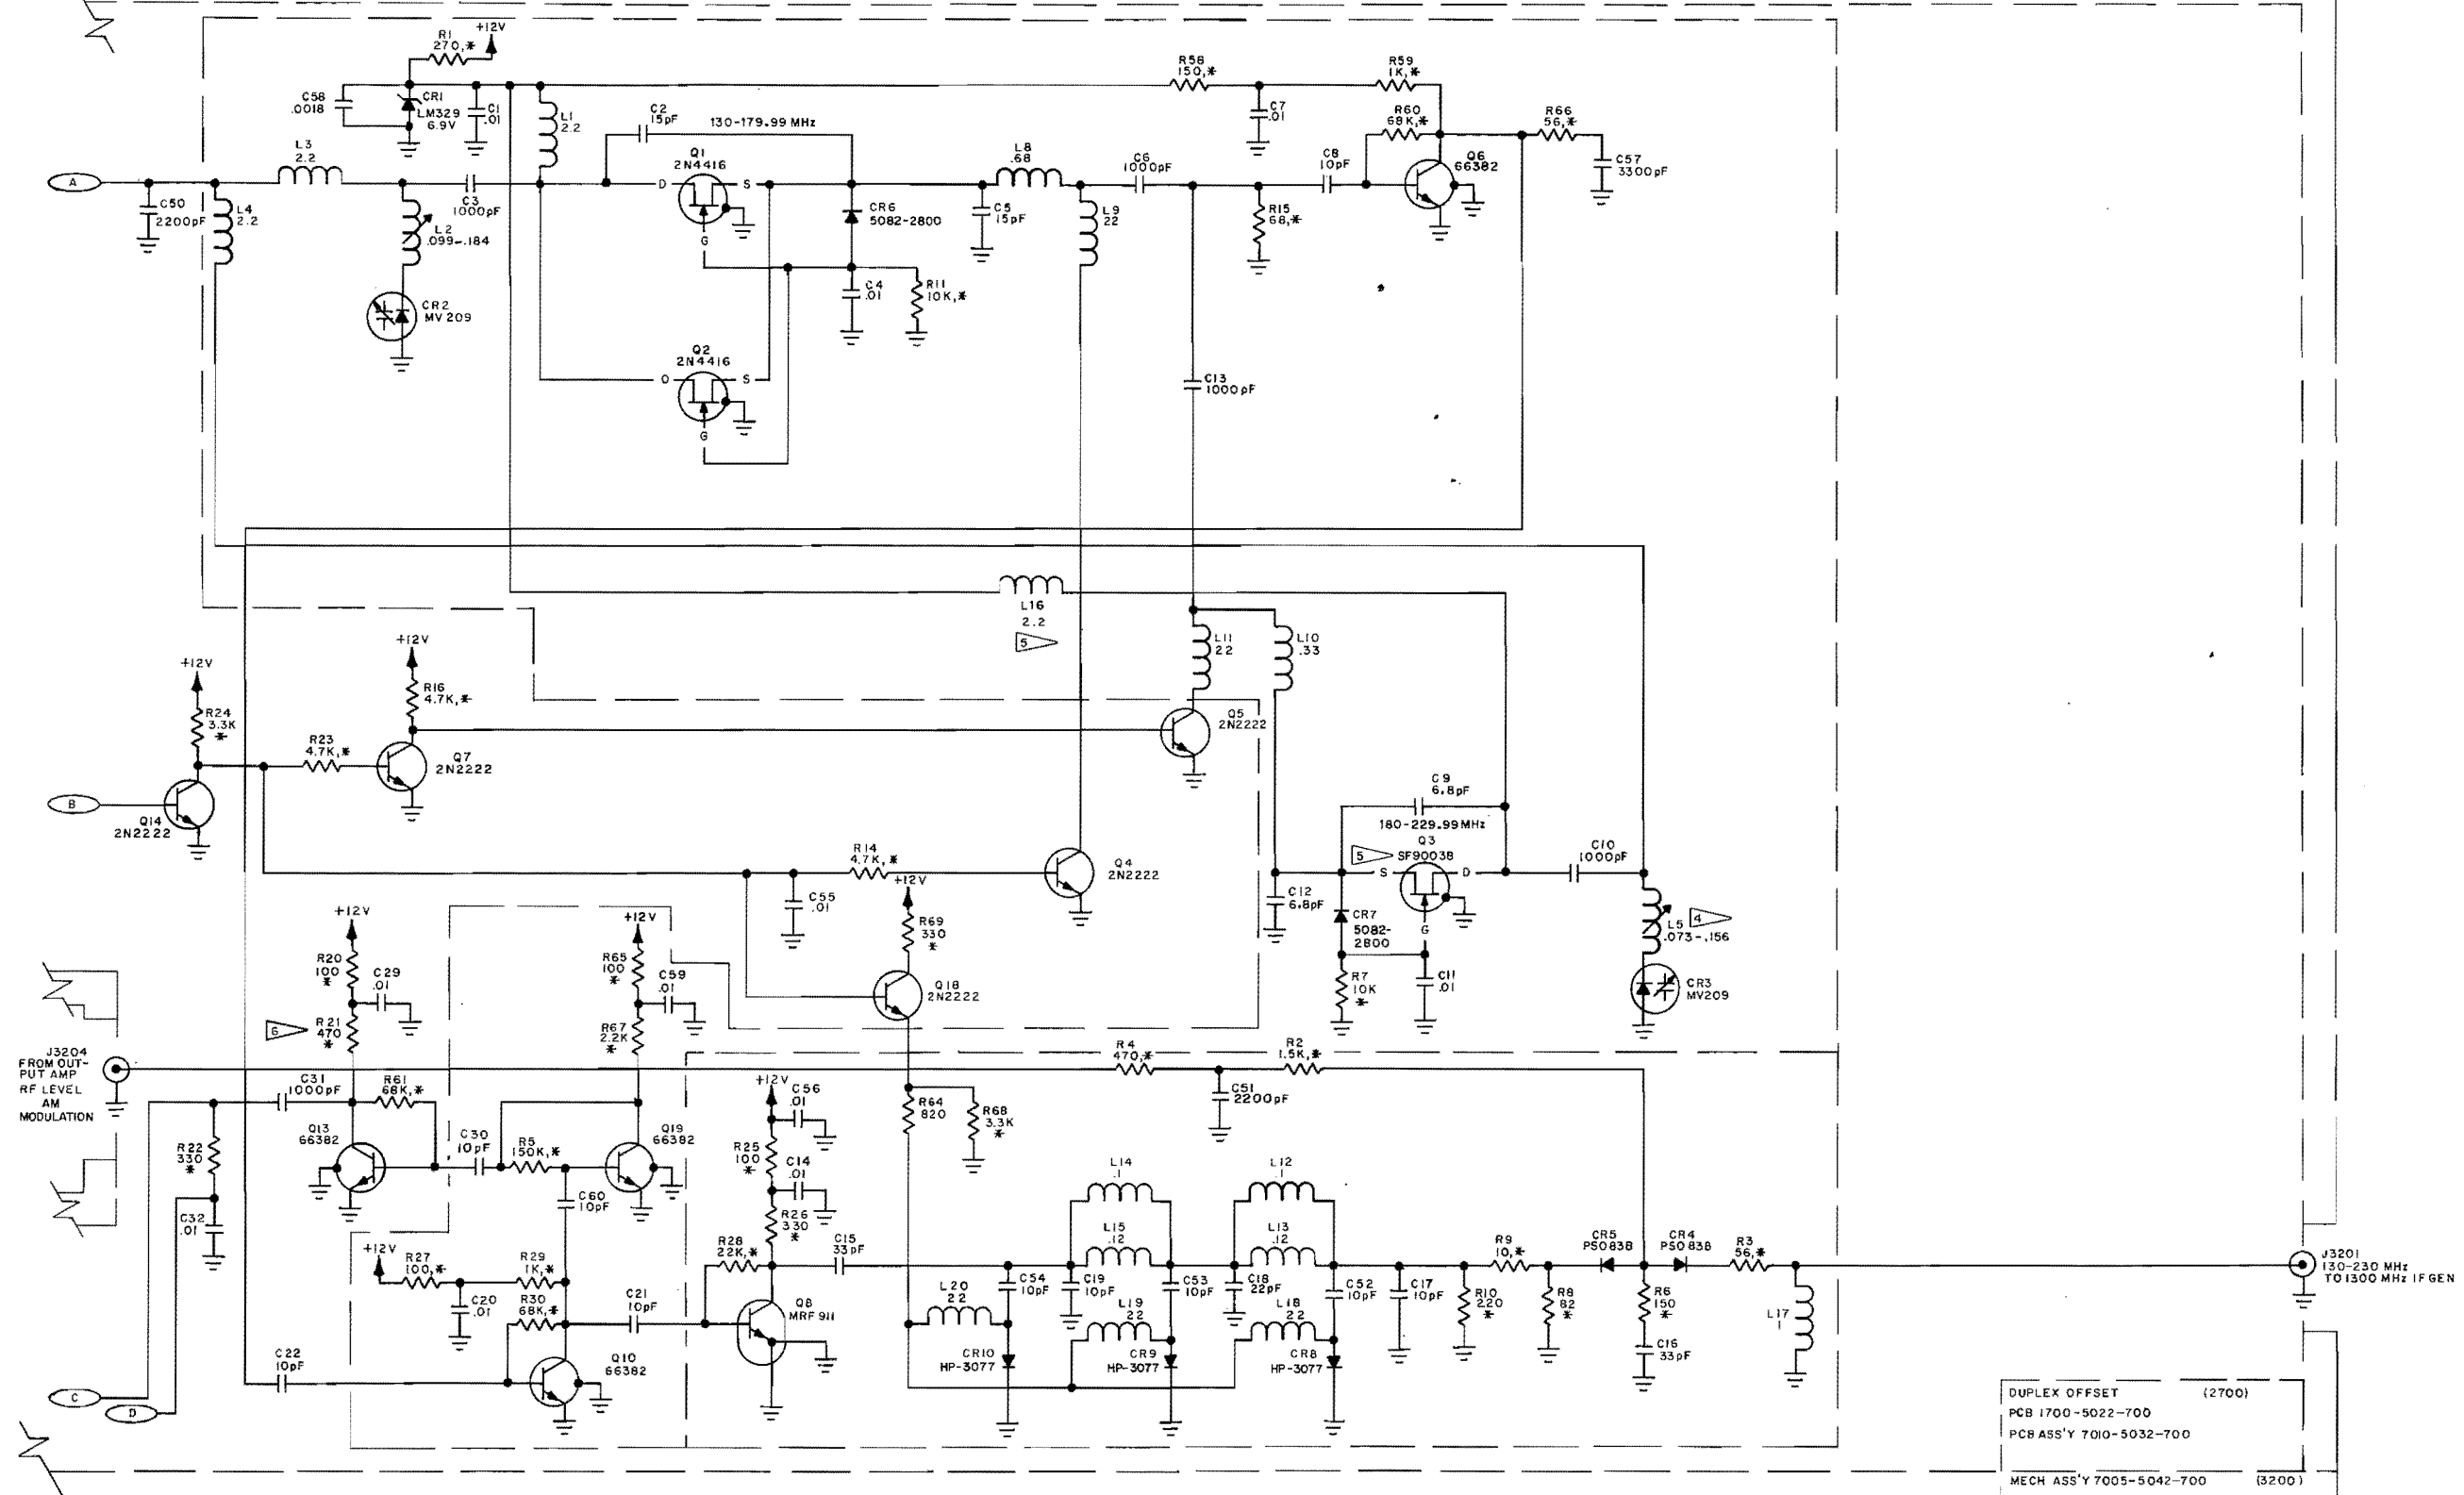 R1
270,*
+12V
C58
.0018
CR1
LM329
6.9V
C1
.01
L1
2.2
C2
15pF
130-179.99 MHz
R58
150,*
R59
1K,*
C7
.01
R60
68K,*
R66
56,*
C57
3300pF
Q6
66382
A
L3
2.2
C50
2200pF
L4
2.2
L2
.099-.184
C3
1000pF
Q1
2N4416
D
S
G
CR6
5082-2800
L8
.68
C5
15pF
C6
1000pF
L9
22
C8
10pF
R15
68,*
CR2
MV209
C4
.01
R11
10K,*
Q2
2N4416
D
S
G
C13
1000pF
L16
2.2
5
L11
22
L10
.33
+12V
R24
3.3K
*
+12V
R16
4.7K,*
R23
4.7K,*
Q7
2N2222
Q5
2N2222
B
Q14
2N2222
C9
6.8pF
180-229.99MHz
Q3
SF9003B
5
S
D
G
C10
1000pF
R14
4.7K,*
+12V
Q4
2N2222
C55
.01
R69
330
*
C12
6.8pF
CR7
5082-
2800
L5
.073-.156
4
R7
10K
*
C11
.01
CR3
MV209
+12V
R20
100
*
C29
.01
R21
470
*
6
+12V
R65
100
*
C59
.01
R67
2.2K
*
Q18
2N2222
J3204
FROM OUT-
PUT AMP
RF LEVEL
AM
MODULATION
R4
470,*
R2
1.5K,*
C51
2200pF
C31
1000pF
R61
68K,*
+12V
C56
.01
R64
820
R68
3.3K
*
R22
330
*
Q13
66382
C30
10pF
R5
150K,*
Q19
66382
R25
100
*
C14
.01
C60
10pF
R26
330
*
C32
.01
L14
.1
L12
.1
L15
.12
L13
.12
+12V
R27
100,*
R29
1K,*
C20
.01
R30
68K,*
C21
10pF
R28
22K,*
C15
33pF
Q8
MRF911
L20
22
C54
10pF
C19
10pF
C53
10pF
C18
22pF
C52
10pF
C17
10pF
L19
22
L18
22
R9
10,*
R10
220
*
R8
82
*
CR5
PS083B
CR4
PS083B
R3
56,*
R6
150
*
C16
33pF
L17
1
J3201
130-230 MHz
TO 1300 MHz IF GEN
C22
10pF
Q10
66382
CR10
HP-3077
CR9
HP-3077
CR8
HP-3077
C
D
DUPLEX OFFSET (2700)
PCB 1700-5022-700
PCB ASS'Y 7010-5032-700
MECH ASS'Y 7005-5042-700 (3200)